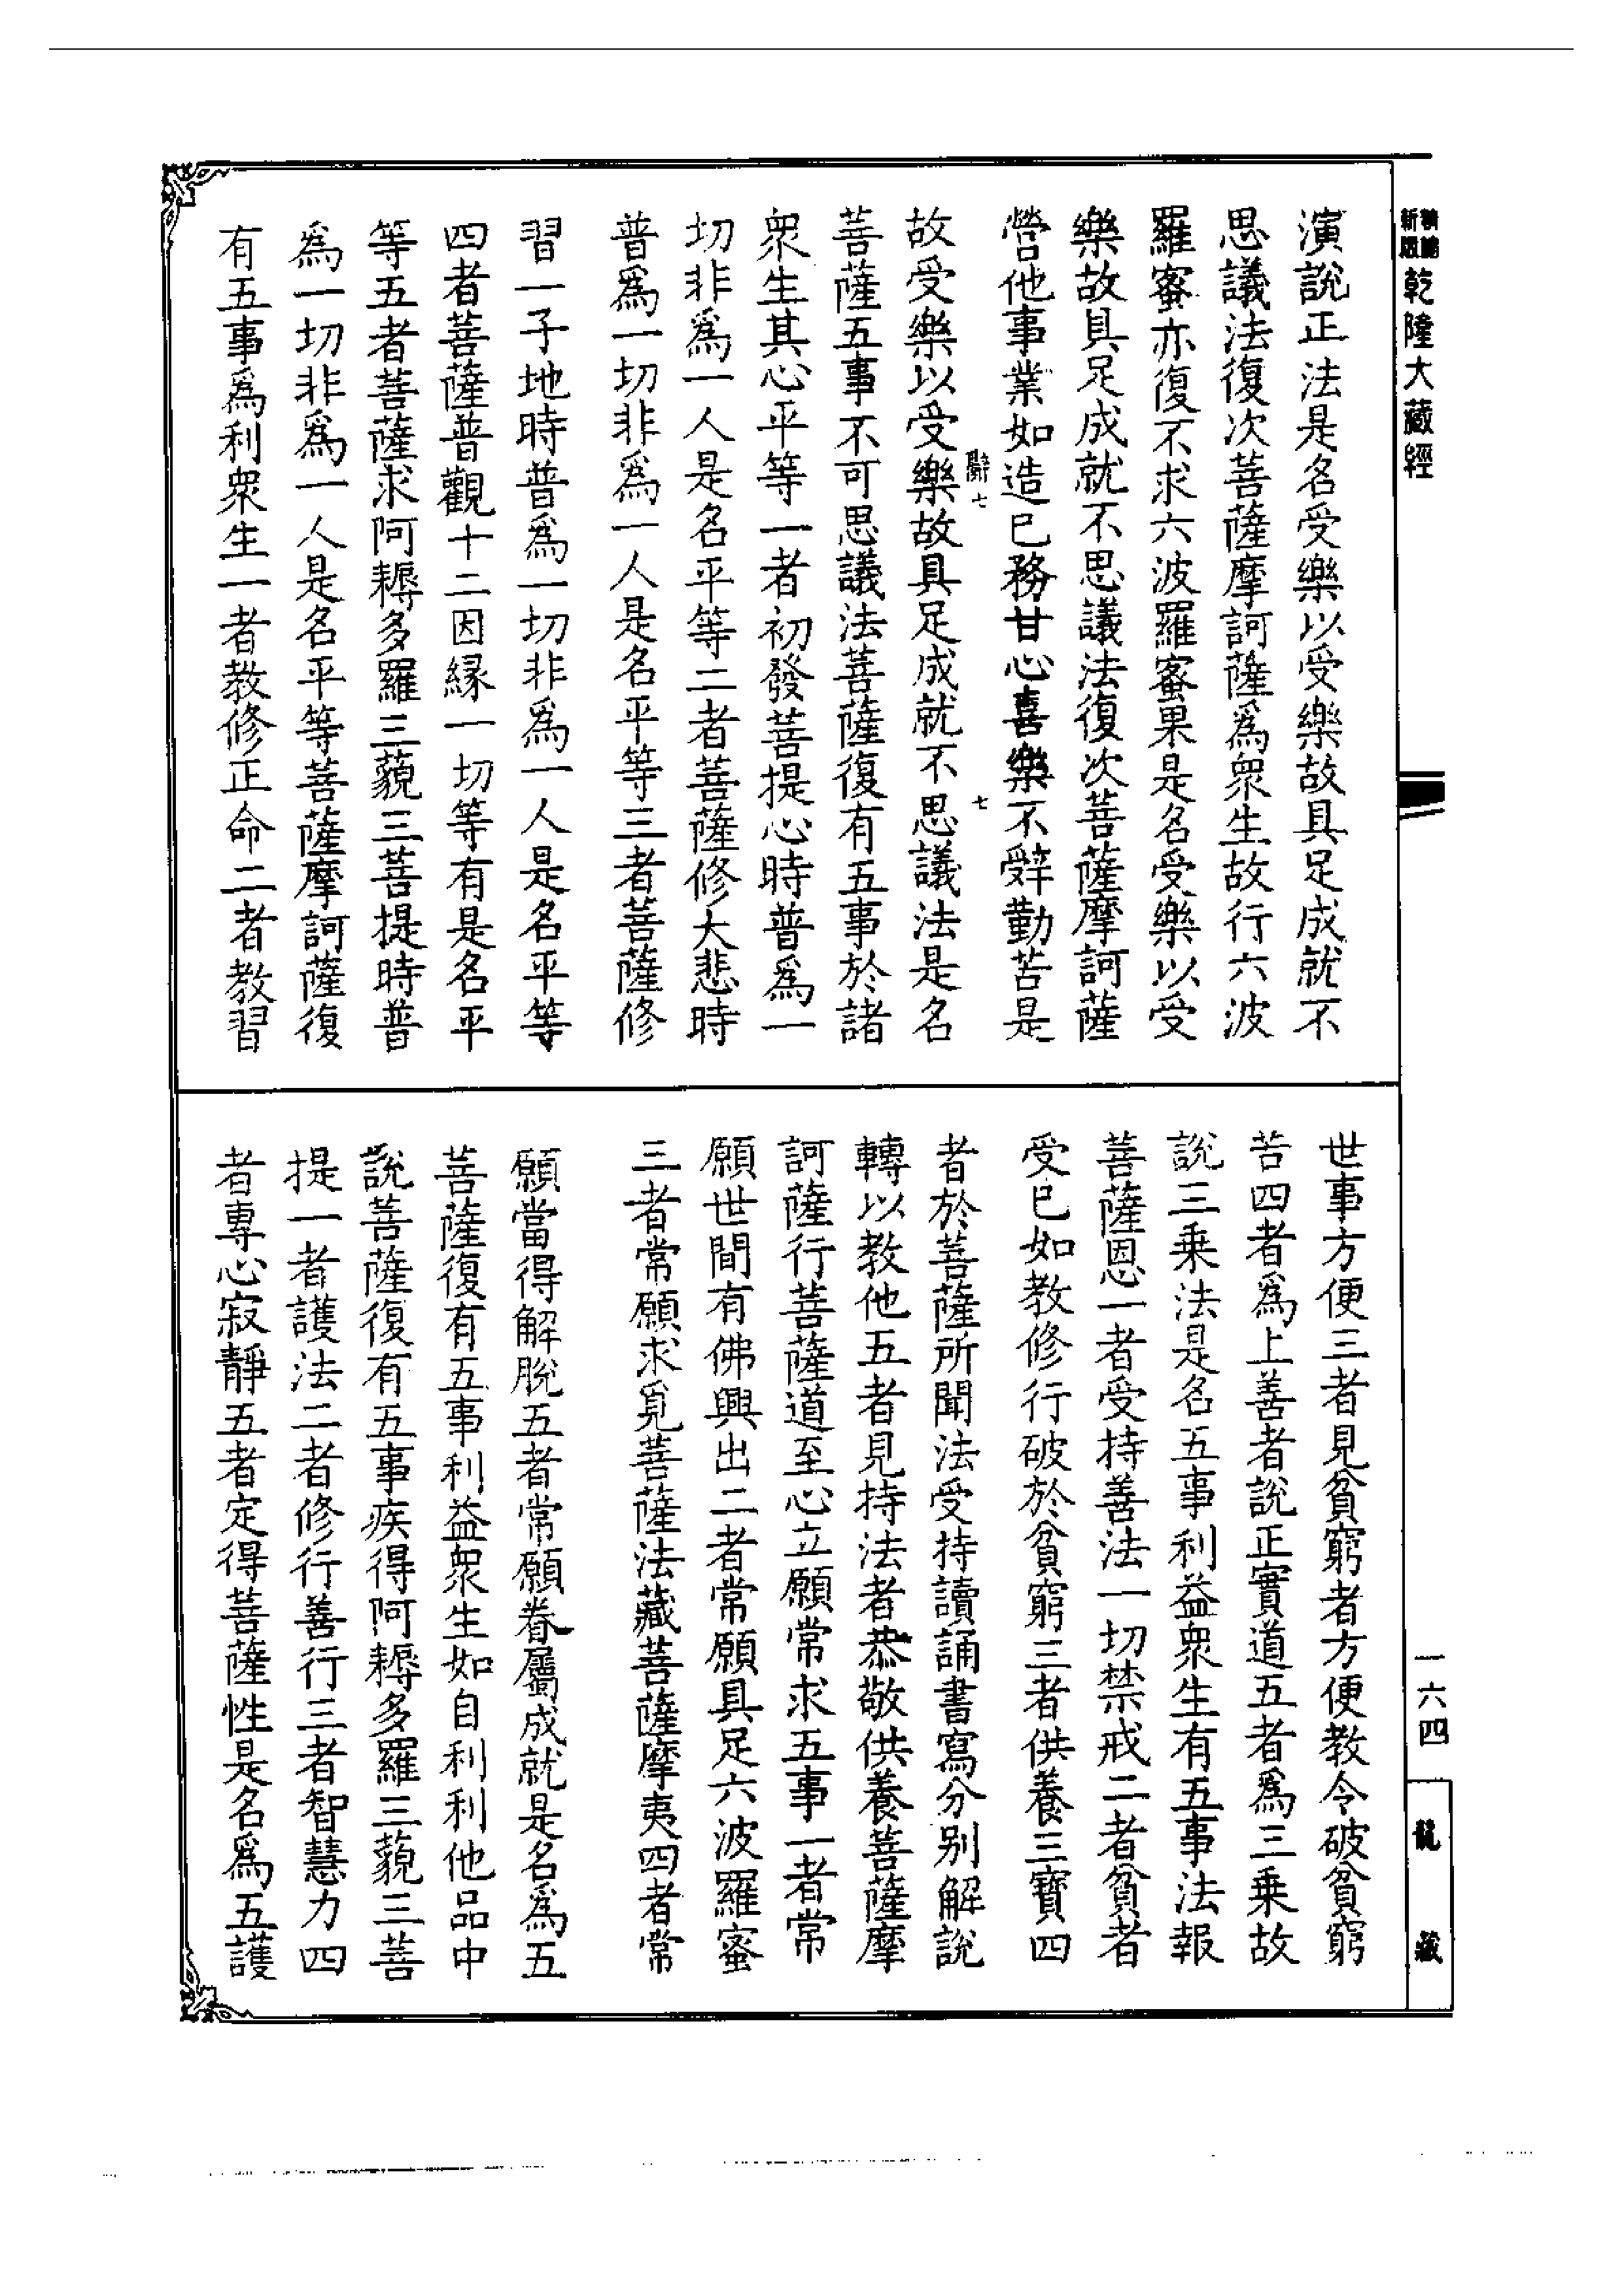 乾隆大藏經
演說正法是名受樂以受樂故具足成就不
思議法復次菩薩摩訶薩爲衆生故行六波
羅蜜亦復不求六波羅蜜果是名受樂以受
樂故具足成就不思議法復次菩薩摩訶薩
營他事業如造己務甘心喜樂不辤勤苦是
辭七
七
故受樂以受樂故具足成就不思議法是名
菩薩五事不可思議法菩薩復有五事於諸
衆生其心平等一者初發菩提心時普爲一
切非爲一人是名平等二者菩薩修大悲時
普爲一切非爲一人是名平等三者菩薩修
習一子地時普爲一切非爲一人是名平等
四者菩薩普觀十二因縁一切等有是名平
等五者菩薩求阿耨多羅三藐三菩提時普
爲一切非爲一人是名平等菩薩摩訶薩復
有五事爲利衆生一者教修正命二者教習
世事方便三者見貧窮者方便教令破貧窮
苦四者爲上善者說正實道五者爲三乗故
說三乗法是名五事利益衆生有五事法報
菩薩恩一者受持善法一切禁戒二者貧者
受已如教修行破於貧窮三者供養三寶四
者於菩薩所聞法受持讀誦書寫分别解說
轉以教他五者見持法者恭敬供養菩薩摩
訶薩行菩薩道至心立願常求五事一者常
願世間有佛興出二者常願具足六波羅蜜
三者常願求覓菩薩法藏菩薩摩夷四者常
願當得解脫五者常願眷屬成就是名爲五
菩薩復有五事利益衆生如自利利他品中
說菩薩復有五事疾得阿耨多羅三藐三菩
提一者護法二者修行善行三者智慧力四
者專心寂靜五者定得菩薩性是名爲五護
一六四
龍藏